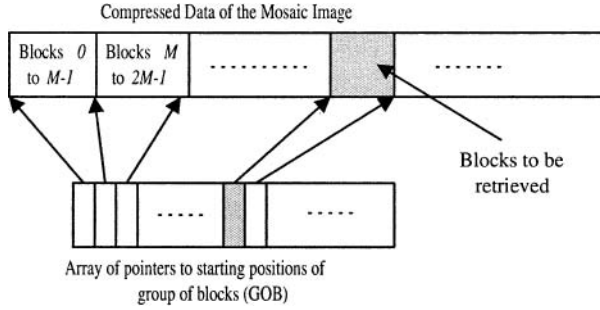 Compressed Data of the Mosaic Image
Blocks 0
to M-1
Blocks M
to 2M-1
Blocks to be
retrieved
Array of pointers to starting positions of
group of blocks (GOB)